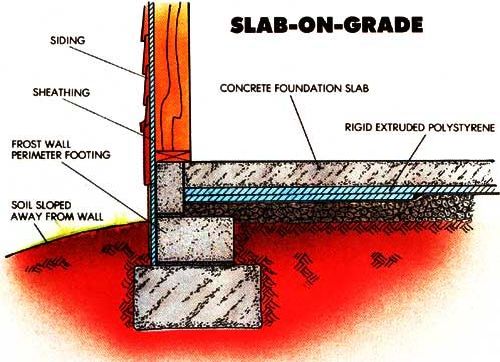 SLAB-ON-GRADE
SIDING
SHEATHING
CONCRETE FOUNDATION SLAB
RIGID EXTRUDED POLYSTYRENE
FROST WALL
PERIMETER FOOTING
SOIL SLOPED
AWAY FROM WALL